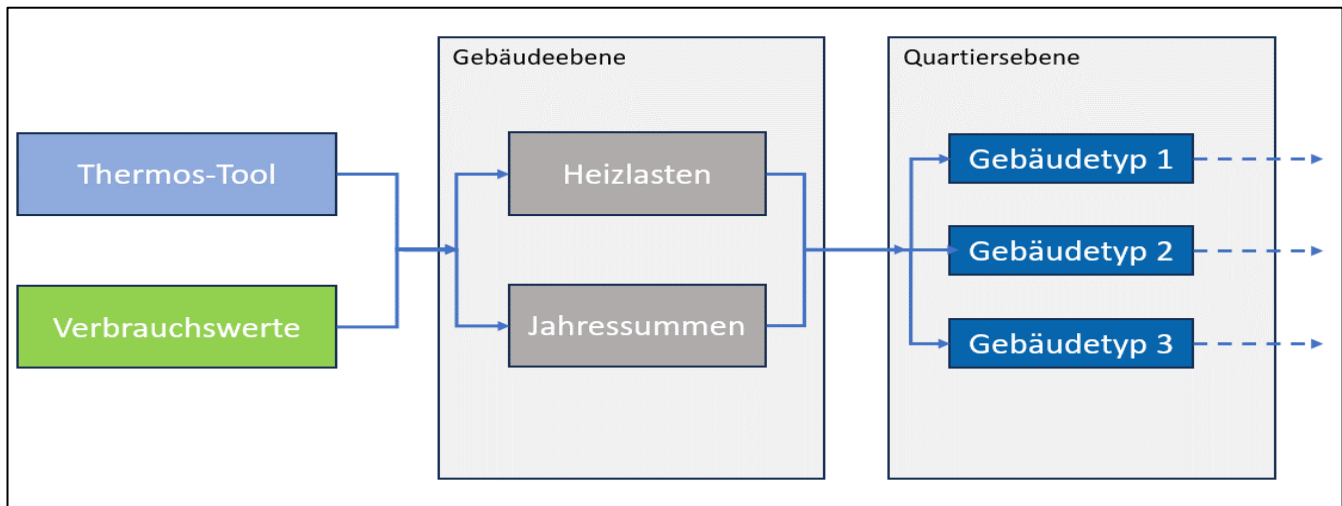 Gebäudeebene
Quartiersebene
Thermos-Tool
Verbrauchswerte
Heizlasten
Jahressummen
Gebäudetyp 1
Gebäudetyp 2
Gebäudetyp 3